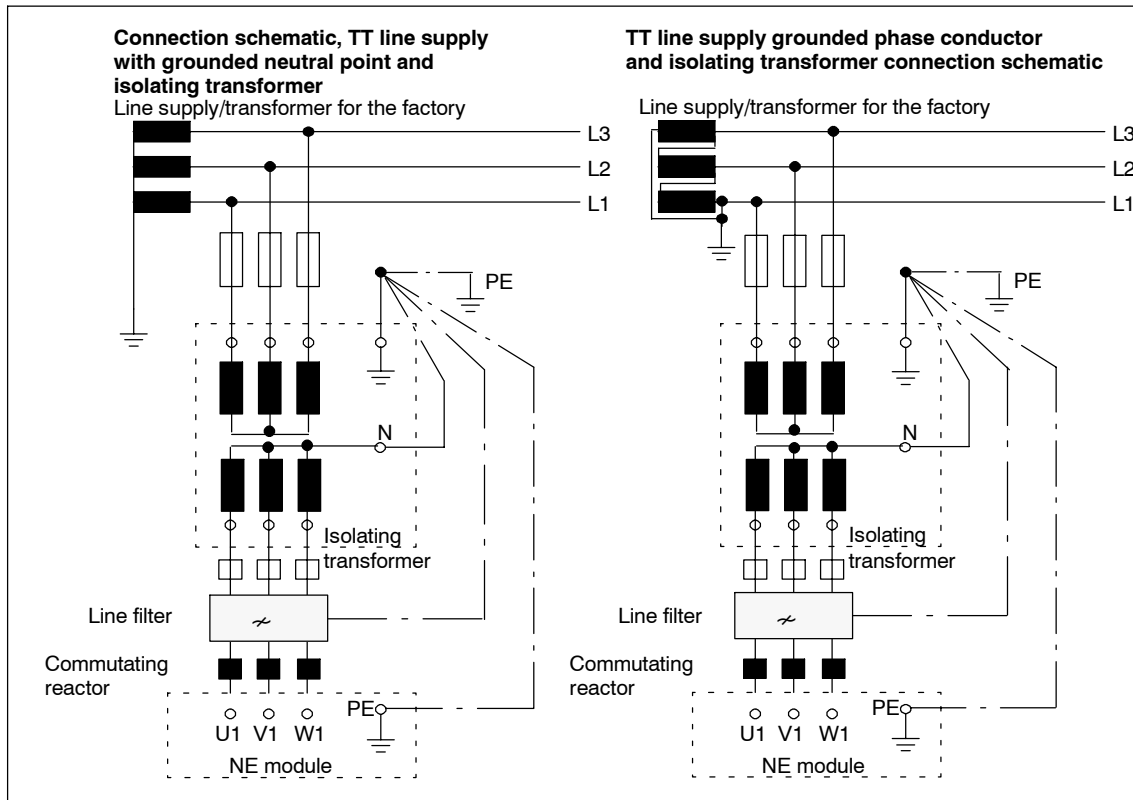 Connection schematic, TT line supply
with grounded neutral point and
isolating transformer
Line supply/transformer for the factory
L3
L2
L1
PE
N
Isolating
transformer
Line filter
Commutating
reactor
PE
U1 V1 W1
NE module
TT line supply grounded phase conductor
and isolating transformer connection schematic
Line supply/transformer for the factory
L3
L2
L1
PE
N
Isolating
transformer
Line filter
Commutating
reactor
PE
U1 V1 W1
NE module